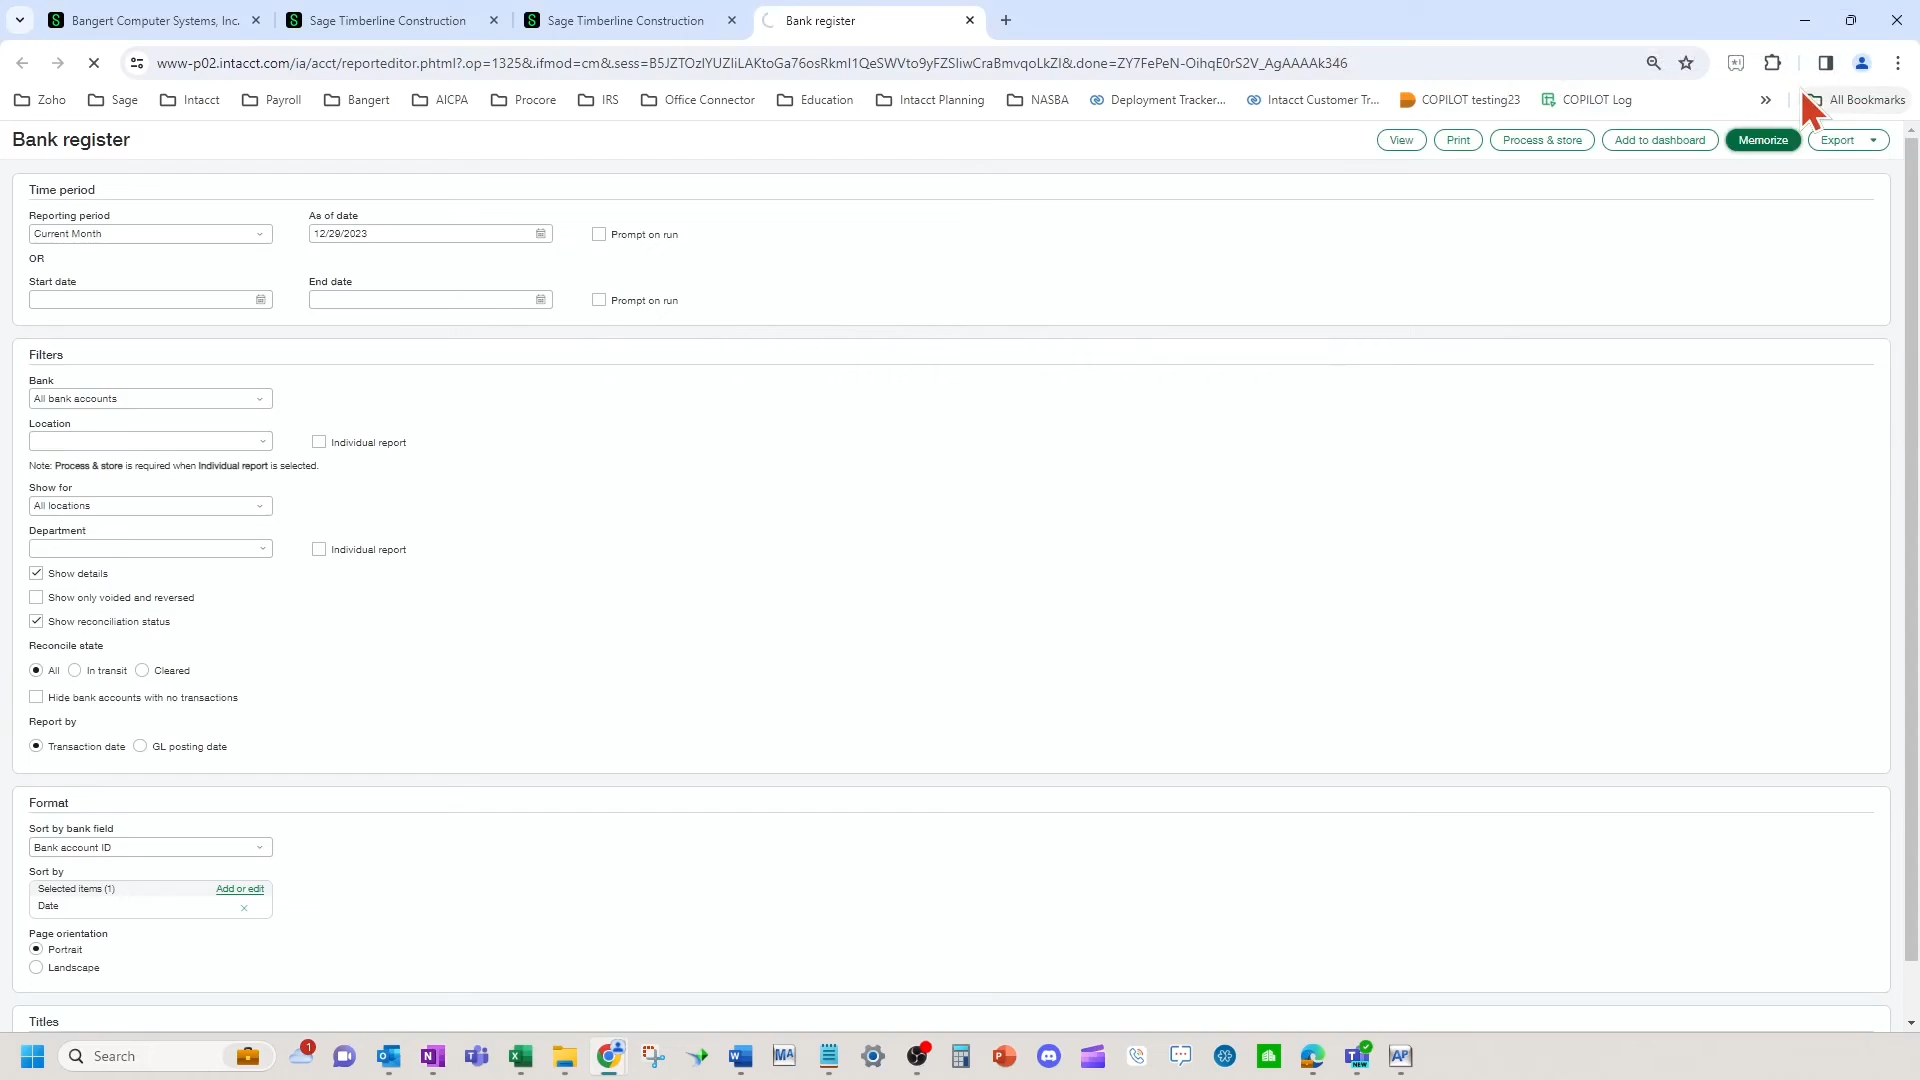 Bangert Computer Systems, Inc.
Sage Timberline Construction
Sage Timberline Construction
Bank register
www-p02.intacct.com/ia/acct/reporteditor.phtml?.op=1325&.ifmod=cm&.sess=B5JZTOzlYUZIiLAKtoGa76osRkmI1QeSWVto9yFZSliwCraBmvqoLkZI&.done=ZY7FePeN-OihqE0rS2V_AgAAAAk346
Zoho Sage Intacct Payroll Bangert AICPA Procore IRS Office Connector Education Intacct Planning NASBA Deployment Tracker... Intacct Customer Tr... COPILOT testing23 COPILOT Log » All Bookmarks
Bank register
View Print Process & store Add to dashboard Memorize Export
Time period
Reporting period As of date
Current Month 12/29/2023 Prompt on run
OR
Start date End date
Prompt on run
Filters
Bank
All bank accounts
Location
Individual report
Note: Process & store is required when Individual report is selected.
Show for
All locations
Department
Individual report
Show details
Show only voided and reversed
Show reconciliation status
Reconcile state
All In transit Cleared
Hide bank accounts with no transactions
Report by
Transaction date GL posting date
Format
Sort by bank field
Bank account ID
Sort by
Selected items (1) Add or edit
Date
Page orientation
Portrait
Landscape
Titles
Search
1
MA
AP
NEW